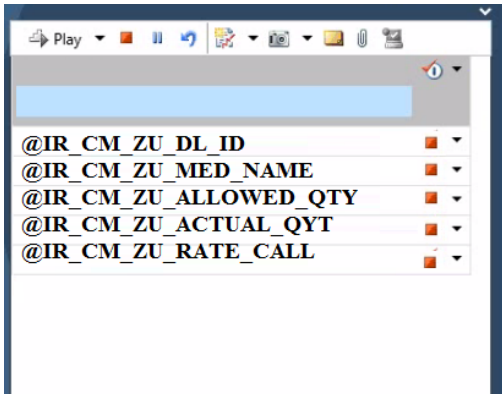 Play
@IR_CM_ZU_DL_ID
@IR_CM_ZU_MED_NAME
@IR_CM_ZU_ALLOWED_QTY
@IR_CM_ZU_ACTUAL_QYT
@IR_CM_ZU_RATE_CALL